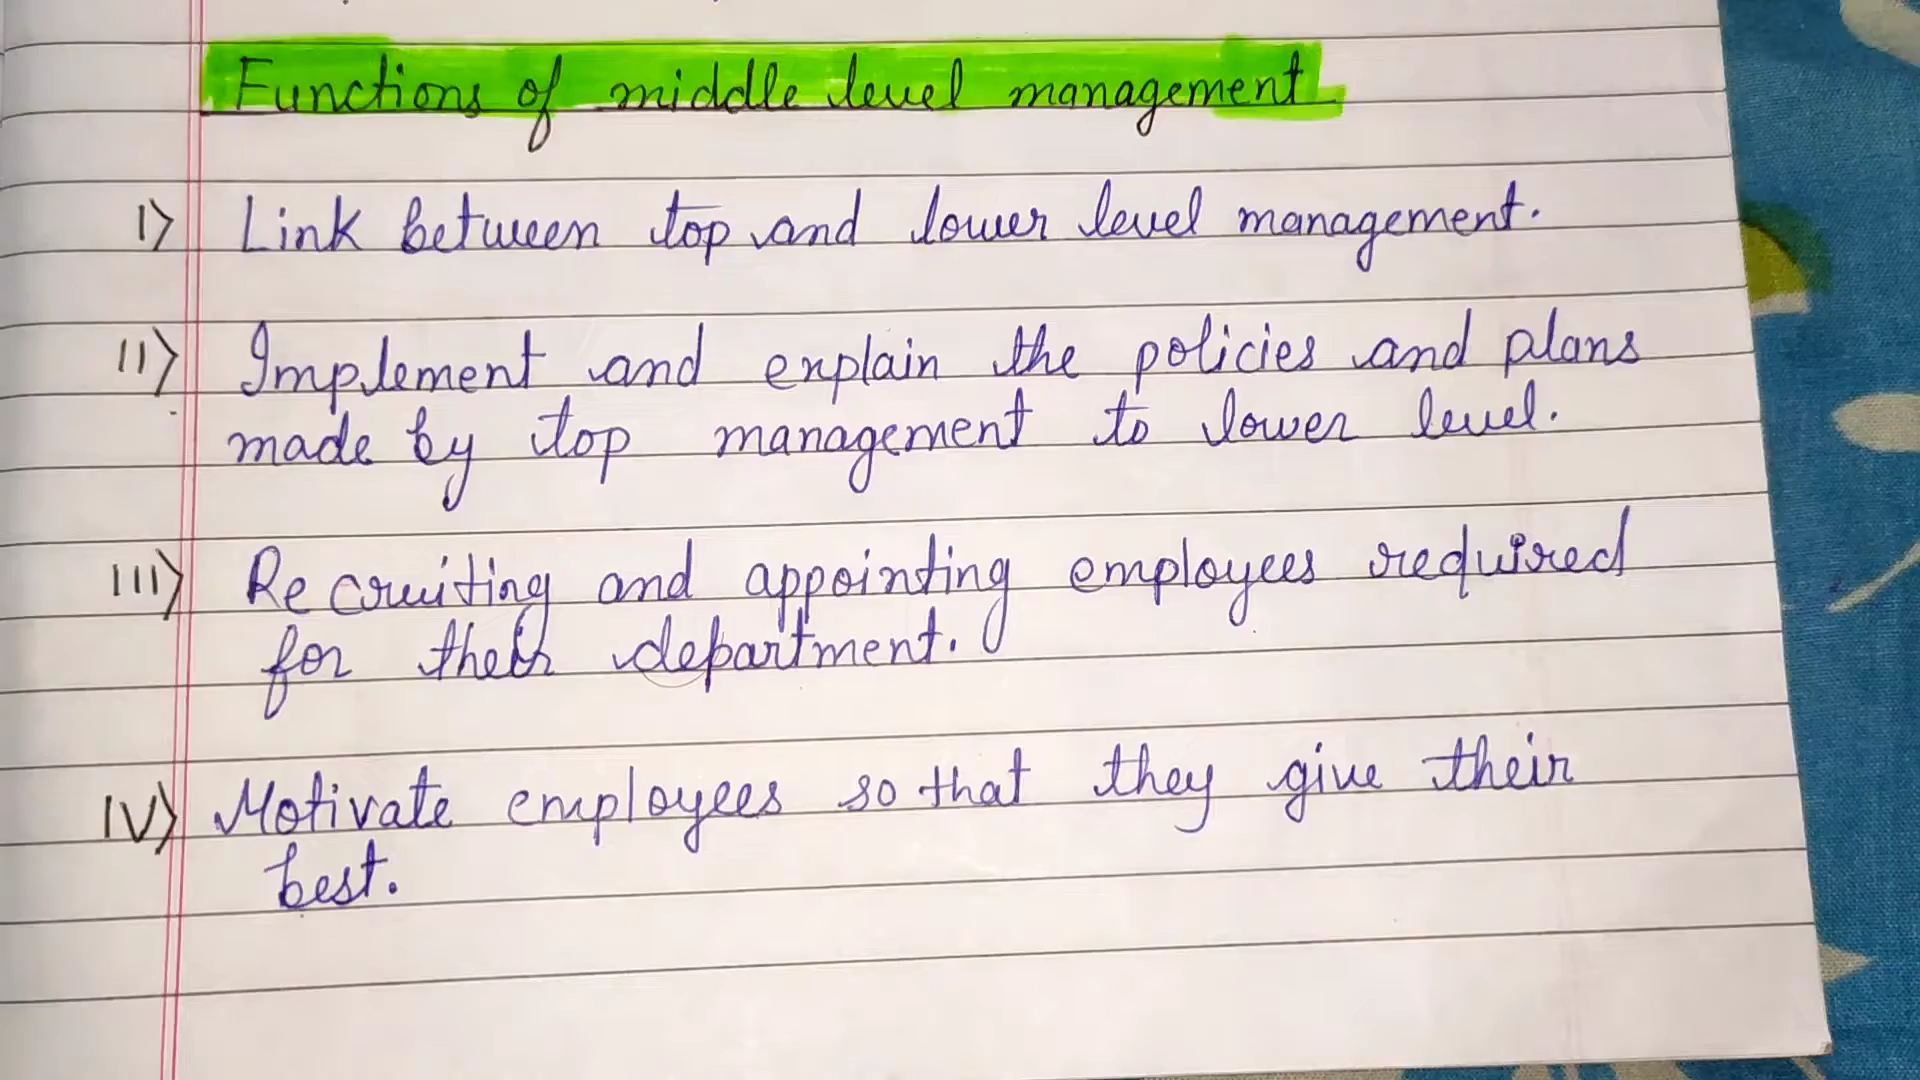 Functions of middle level management
I) Link between top and lower level management.
II) Implement and explain the policies and plans
made by top management to lower level.
III) Recruiting and appointing employees required
for their department.
IV) Motivate employees so that they give their
best.